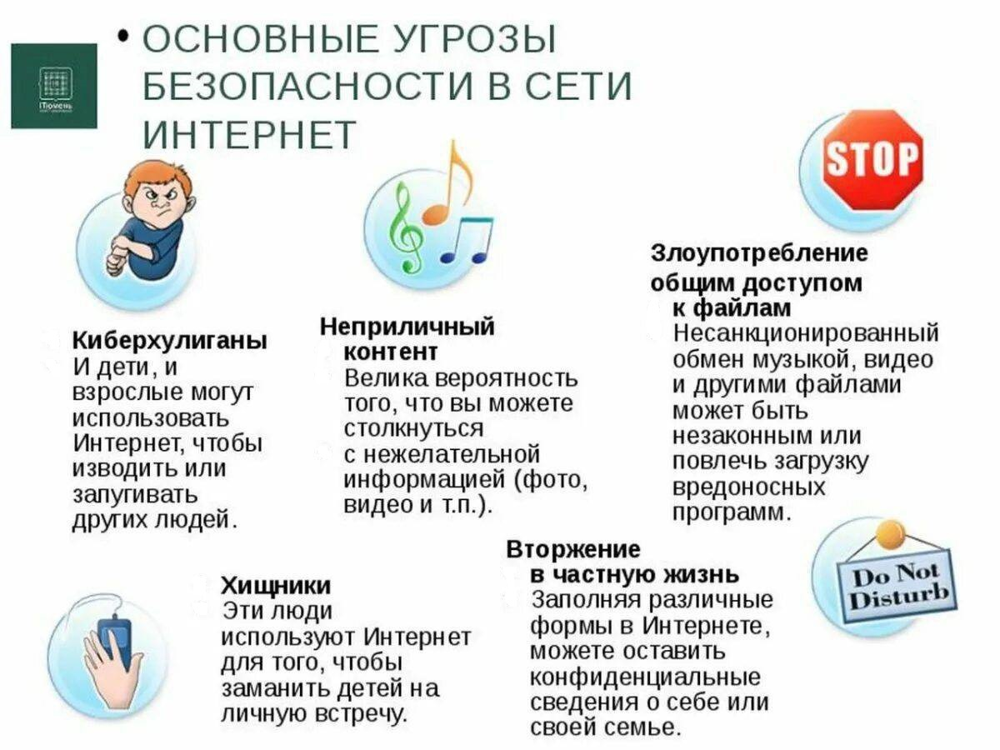 • ОСНОВНЫЕ УГРОЗЫ
БЕЗОПАСНОСТИ В СЕТИ
ИНТЕРНЕТ
Тюмень
STOP
Киберхулиганы
И дети, и
взрослые могут
использовать
Интернет, чтобы
изводить или
запугивать
других людей.
Неприличный
контент
Велика вероятность
того, что вы можете
столкнуться
с нежелательной
информацией (фото,
видео и т.п.).
Злоупотребление
общим доступом
к файлам
Несанкционированный
обмен музыкой, видео
и другими файлами
может быть
незаконным или
повлечь загрузку
вредоносных
программ.
Хищники
Эти люди
используют Интернет
для того, чтобы
заманить детей на
личную встречу.
Вторжение
в частную жизнь
Заполняя различные
формы в Интернете,
можете оставить
конфиденциальные
сведения о себе или
своей семье.
Do Not
Disturb